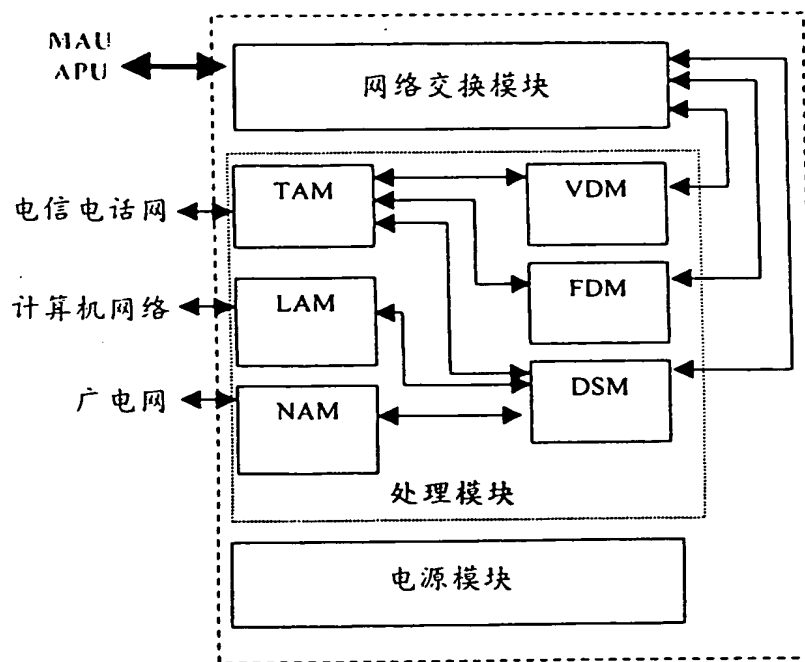 MAU
APU
网络交换模块
TAM
VDM
电信电话网
FDM
计算机网络
LAM
DSM
广电网
NAM
处理模块
电源模块